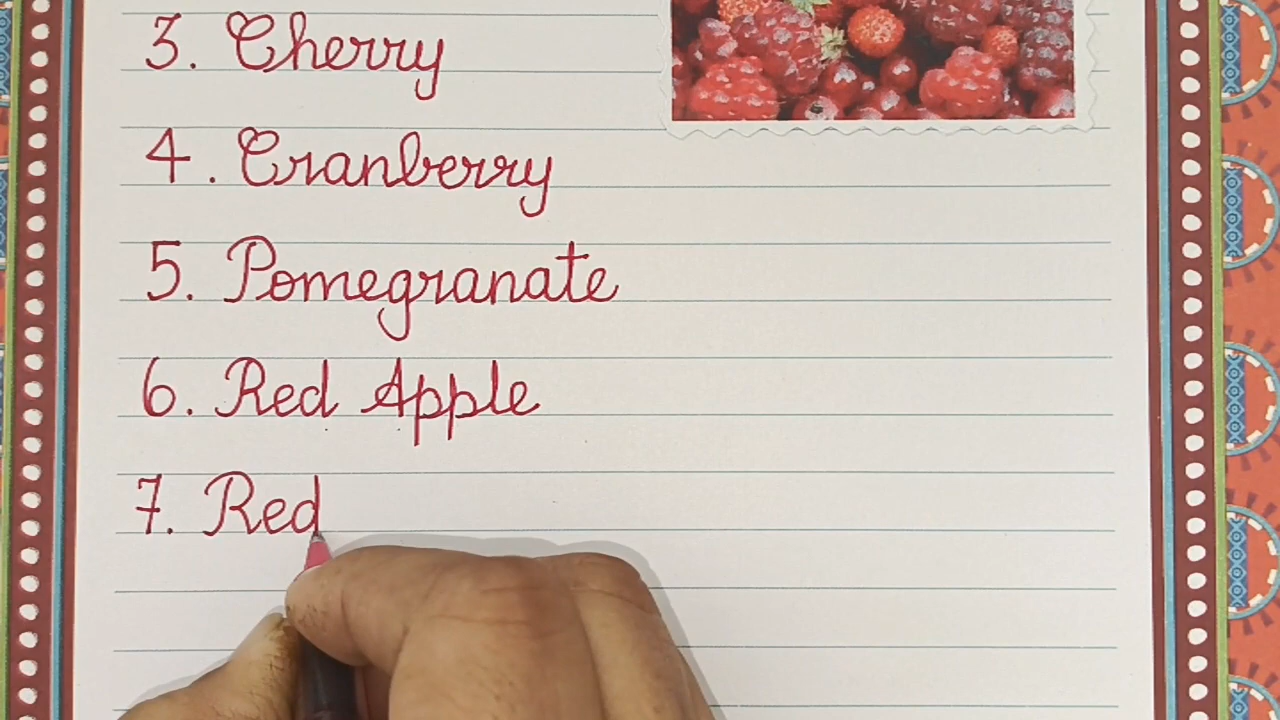 3. Cherry
4. Cranberry
5. Pomegranate
6. Red Apple
7. Red